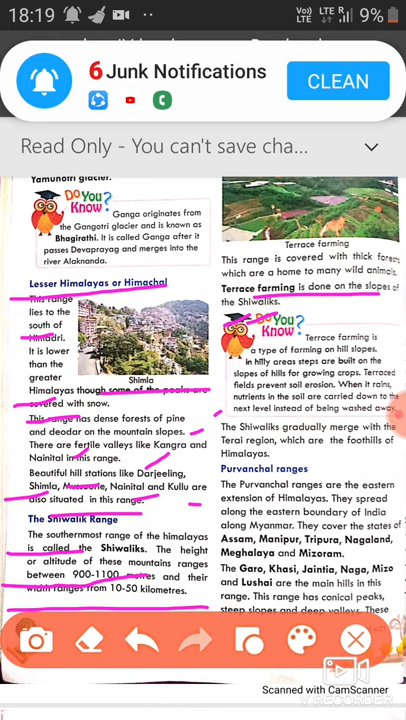 18:19
Vo))
LTE
LTE
R
9%
6 Junk Notifications
CLEAN
Read Only - You can't save cha...
Yamunotri glacier.
Do You
Know?
Ganga originates from
the Gangotri glacier and is known as
Bhagirathi. It is called Ganga after it
passes Devaprayag and merges into the
river Alaknanda.
Lesser Himalayas or Himachal
This range
lies to the
south of
Himadri.
It is lower
than the
greater
Shimla
Himalayas though some of the peaks are
covered with snow.
This range has dense forests of pine
and deodor on the mountain slopes.
There are fertile valleys like Kangra and
Nainital in this range.
Beautiful hill stations like Darjeeling,
Shimla, Mussourie, Nainital and Kullu are
also situated in this range.
The Shiwalik Range
The southernmost range of the himalayas
is called the Shiwaliks. The height
or altitude of these mountains ranges
between 900-1100 metres and their
width ranges from 10-50 kilometres.
Terrace farming
This range is covered with thick forests
which are a home to many wild animals.
Terrace farming is done on the slopes of
the Shiwaliks.
Do You
Know?
Terrace farming is
a type of farming on hill slopes.
In hilly areas steps are built on the
slopes of hills for growing crops. Terraced
fields prevent soil erosion. When it rains,
nutrients in the soil are carried down to the
next level instead of being washed away.
The Shiwaliks gradually merge with the
Terai region, which are the foothills of
Himalayas.
Purvanchal ranges
The Purvanchal ranges are the eastern
extension of Himalayas. They spread
along the eastern boundary of India
along Myanmar. They cover the states of
Assam, Manipur, Tripura, Nagaland,
Meghalaya and Mizoram.
The Garo, Khasi, Jaintia, Naga, Mizo
and Lushai are the main hills in this
range. This range has conical peaks,
steep slopes and deep valleys. These
VIDEO RECORDER
Scanned with CamScanner